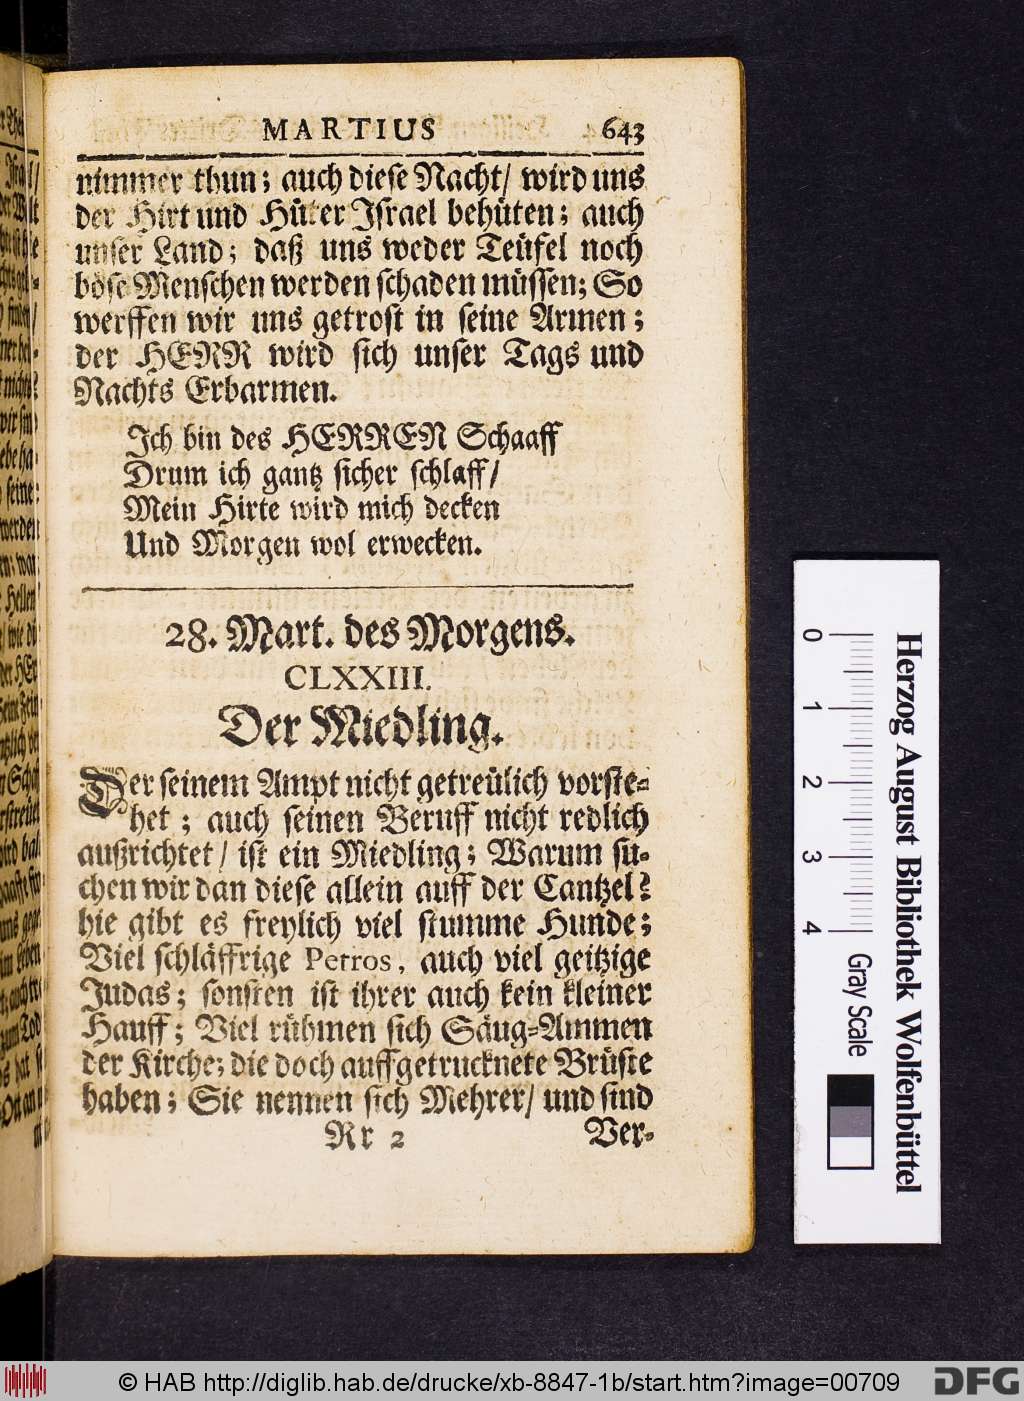 MARTIUS 643
nimmer thun; auch diese Nacht/ wird uns
der Hirt und Hüter Israel behüten; auch
unser Land; daß uns weder Teüfel noch
böse Menschen werden schaden müssen; So
werffen wir uns getrost in seine Armen;
der HERR wird sich unser Tags und
Nachts Erbarmen.
Ich bin des HERREN Schaaff
Drum ich gantz sicher schlaff/
Mein Hirte wird mich decken
Und Morgen wol erwecken.
28. Mart. des Morgens.
CLXXIII.
Der Miedling.
Der seinem Ampt nicht getreülich vorste-
het; auch seinen Beruff nicht redlich
außrichtet/ ist ein Miedling; Warum su-
chen wir dan diese allein auff der Cantzel?
hie gibt es freylich viel stumme Hunde;
Viel schläffrige Petros, auch viel geitzige
Judas; sonsten ist ihrer auch kein kleiner
Hauff; Viel rühmen sich Säug-Ammen
der Kirche; die doch auffgetrucknete Brüste
haben; Sie nennen sich Mehrer/ und sind
Rr 2 Ver-
0 1 2 3 4 Gray Scale
Herzog August Bibliothek Wolfenbüttel
© HAB http://diglib.hab.de/drucke/xb-8847-1b/start.htm?image=00709
DFG